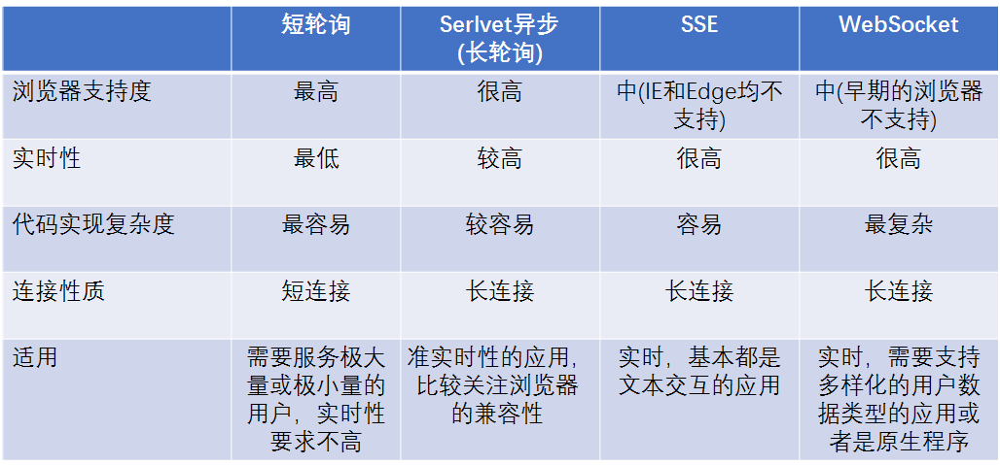 短轮询
Serlvet异步
(长轮询)
SSE
WebSocket
浏览器支持度
最高
很高
中(IE和Edge均不
支持)
中(早期的浏览器
不支持)
实时性
最低
较高
很高
很高
代码实现复杂度
最容易
较容易
容易
最复杂
连接性质
短连接
长连接
长连接
长连接
适用
需要服务极大
量或极小量的
用户，实时性
要求不高
准实时性的应用，
比较关注浏览器
的兼容性
实时，基本都是
文本交互的应用
实时，需要支持
多样化的用户数
据类型的应用或
者是原生程序